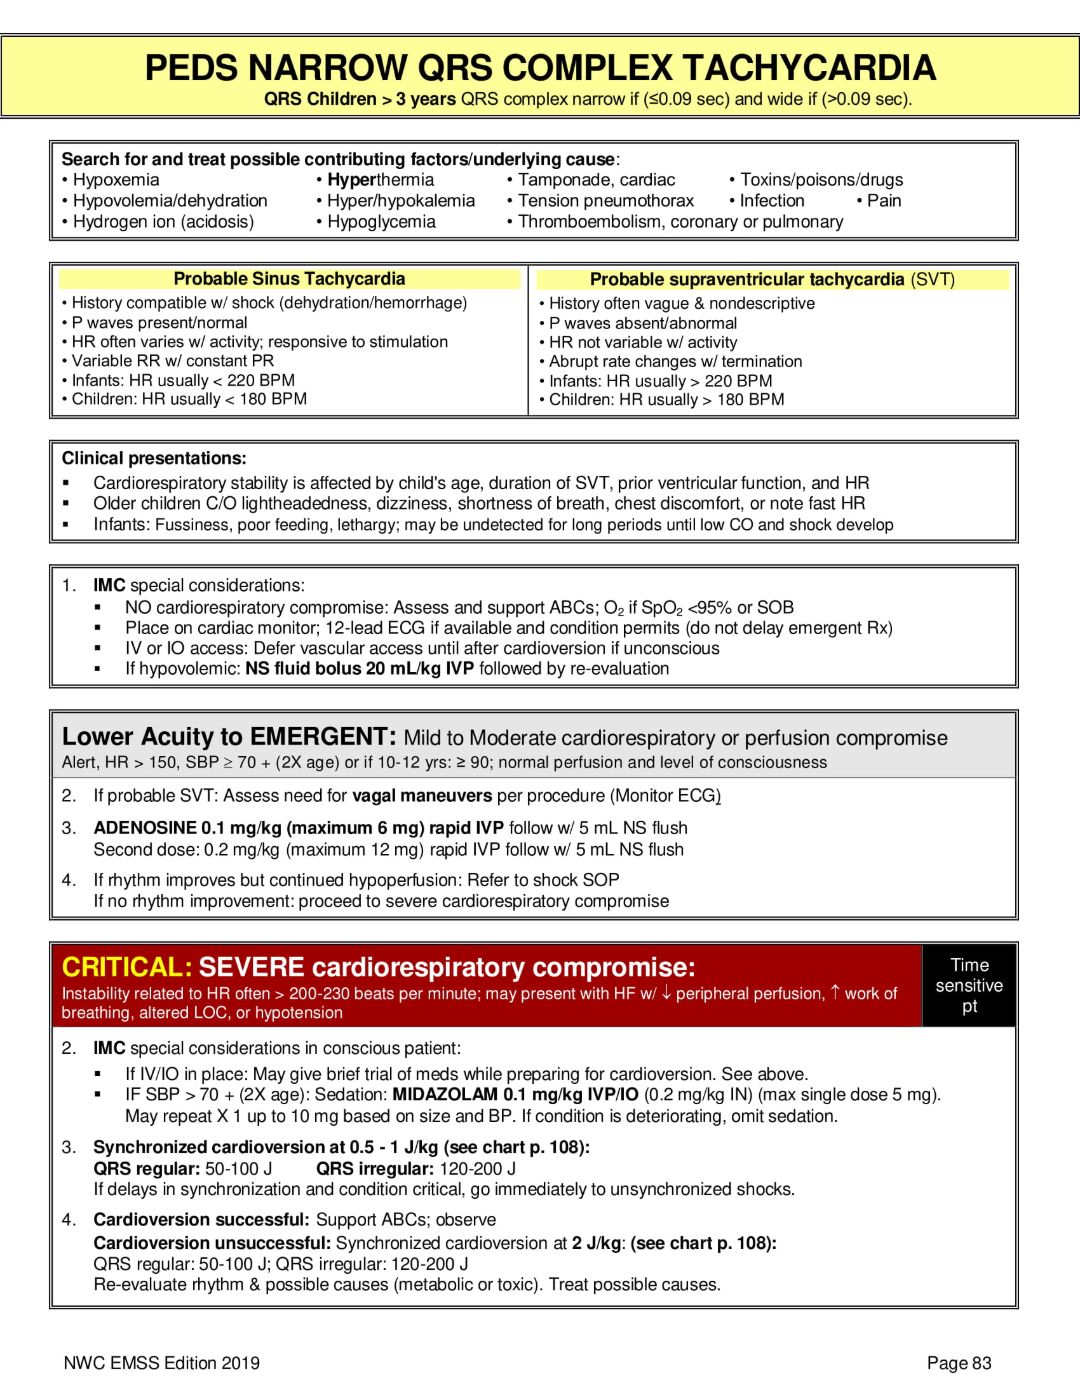 PEDS NARROW QRS COMPLEX TACHYCARDIA
QRS Children > 3 years QRS complex narrow if (≤0.09 sec) and wide if (>0.09 sec).
Search for and treat possible contributing factors/underlying cause:
• Hypoxemia • Hyperthermia • Tamponade, cardiac • Toxins/poisons/drugs
• Hypovolemia/dehydration • Hyper/hypokalemia • Tension pneumothorax • Infection • Pain
• Hydrogen ion (acidosis) • Hypoglycemia • Thromboembolism, coronary or pulmonary
Probable Sinus Tachycardia
• History compatible w/ shock (dehydration/hemorrhage)
• P waves present/normal
• HR often varies w/ activity; responsive to stimulation
• Variable RR w/ constant PR
• Infants: HR usually < 220 BPM
• Children: HR usually < 180 BPM
Probable supraventricular tachycardia (SVT)
• History often vague & nondescriptive
• P waves absent/abnormal
• HR not variable w/ activity
• Abrupt rate changes w/ termination
• Infants: HR usually > 220 BPM
• Children: HR usually > 180 BPM
Clinical presentations:
▪ Cardiorespiratory stability is affected by child's age, duration of SVT, prior ventricular function, and HR
▪ Older children C/O lightheadedness, dizziness, shortness of breath, chest discomfort, or note fast HR
▪ Infants: Fussiness, poor feeding, lethargy; may be undetected for long periods until low CO and shock develop
1. IMC special considerations:
▪ NO cardiorespiratory compromise: Assess and support ABCs; O₂ if SpO₂ <95% or SOB
▪ Place on cardiac monitor; 12-lead ECG if available and condition permits (do not delay emergent Rx)
▪ IV or IO access: Defer vascular access until after cardioversion if unconscious
▪ If hypovolemic: NS fluid bolus 20 mL/kg IVP followed by re-evaluation
Lower Acuity to EMERGENT: Mild to Moderate cardiorespiratory or perfusion compromise
Alert, HR > 150, SBP ≥ 70 + (2X age) or if 10-12 yrs: ≥ 90; normal perfusion and level of consciousness
2. If probable SVT: Assess need for vagal maneuvers per procedure (Monitor ECG)
3. ADENOSINE 0.1 mg/kg (maximum 6 mg) rapid IVP follow w/ 5 mL NS flush
Second dose: 0.2 mg/kg (maximum 12 mg) rapid IVP follow w/ 5 mL NS flush
4. If rhythm improves but continued hypoperfusion: Refer to shock SOP
If no rhythm improvement: proceed to severe cardiorespiratory compromise
CRITICAL: SEVERE cardiorespiratory compromise:
Instability related to HR often > 200-230 beats per minute; may present with HF w/ ↓ peripheral perfusion, ↑ work of
breathing, altered LOC, or hypotension
Time
sensitive
pt
2. IMC special considerations in conscious patient:
▪ If IV/IO in place: May give brief trial of meds while preparing for cardioversion. See above.
▪ IF SBP > 70 + (2X age): Sedation: MIDAZOLAM 0.1 mg/kg IVP/IO (0.2 mg/kg IN) (max single dose 5 mg).
May repeat X 1 up to 10 mg based on size and BP. If condition is deteriorating, omit sedation.
3. Synchronized cardioversion at 0.5 - 1 J/kg (see chart p. 108):
QRS regular: 50-100 J QRS irregular: 120-200 J
If delays in synchronization and condition critical, go immediately to unsynchronized shocks.
4. Cardioversion successful: Support ABCs; observe
Cardioversion unsuccessful: Synchronized cardioversion at 2 J/kg: (see chart p. 108):
QRS regular: 50-100 J; QRS irregular: 120-200 J
Re-evaluate rhythm & possible causes (metabolic or toxic). Treat possible causes.
NWC EMSS Edition 2019 Page 83